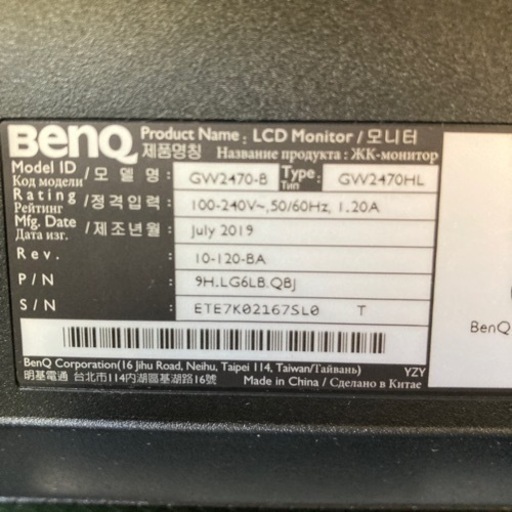 BenQ Product Name : LCD Monitor / 모니터
제품명칭 Название продукта : ЖК-монитор
Model ID / 모 델 명 : GW2470-B Type : GW2470HL
Код модели Тип
Rating / 정격입력 : 100-240V~,50/60Hz, 1.20A
Рейтинг
Mfg. Date / 제조년월 : July 2019
Дата изг.
Rev. : 10-120-BA
P/N : 9H.LG6LB.QBJ
S/N : ETE7K02167SL0 T
BenQ Corporation(16 Jihu Road, Neihu, Taipei 114, Taiwan/Тайвань) YZY
明基電通 台北市114內湖區基湖路16號 Made in China / Сделано в Китае
BenQ